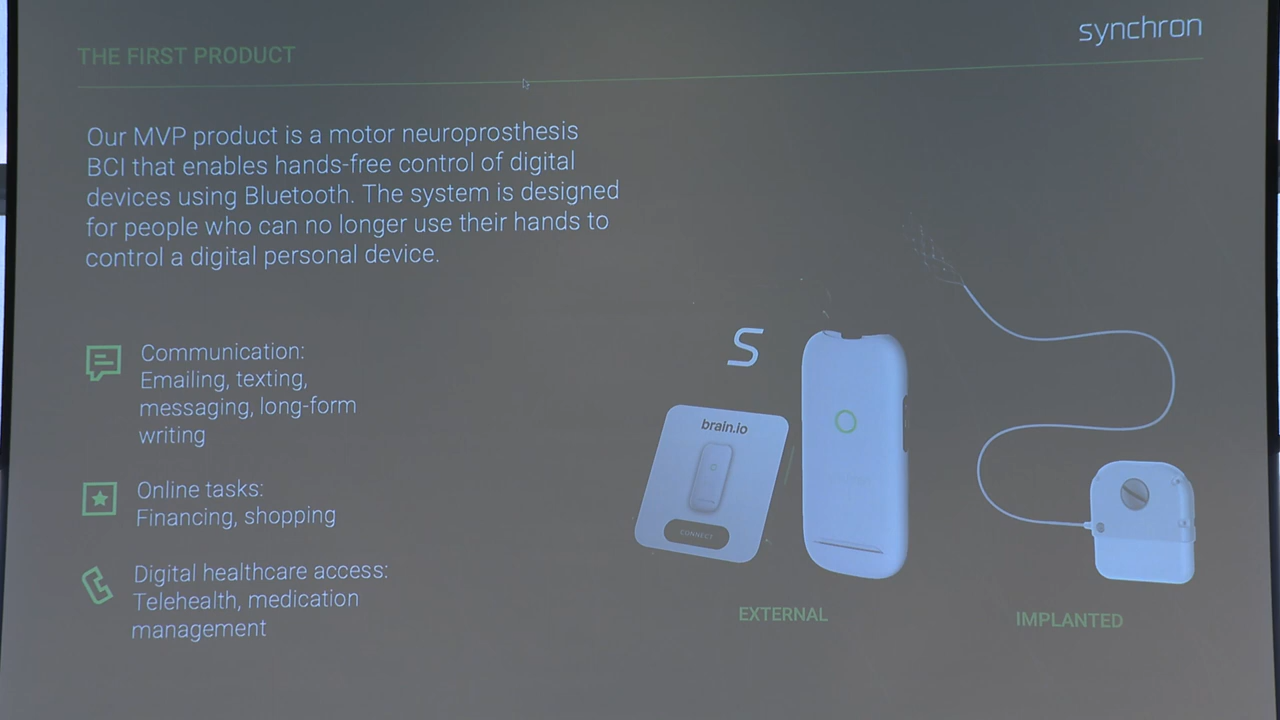 synchron
THE FIRST PRODUCT
Our MVP product is a motor neuroprosthesis
BCI that enables hands-free control of digital
devices using Bluetooth. The system is designed
for people who can no longer use their hands to
control a digital personal device.
Communication:
Emailing, texting,
messaging, long-form
writing
Online tasks:
Financing, shopping
Digital healthcare access:
Telehealth, medication
management
S
brain.io
CONNECT
EXTERNAL
IMPLANTED